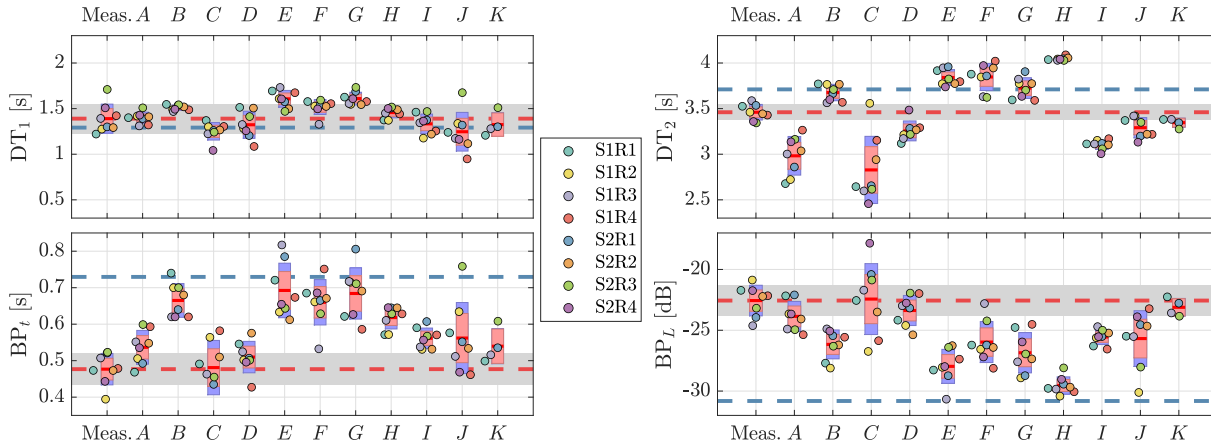 Meas. A B C D E F G H I J K
Meas. A B C D E F G H I J K
2
1.5
1
0
DT1 [s]
4
3.5
3
2.5
DT2 [s]
0.8
0.7
0.6
0.5
0.4
BPt [s]
S1R1
S1R2
S1R3
S1R4
S2R1
S2R2
S2R3
S2R4
-20
-25
-30
BPL [dB]
Meas. A B C D E F G H I J K
Meas. A B C D E F G H I J K